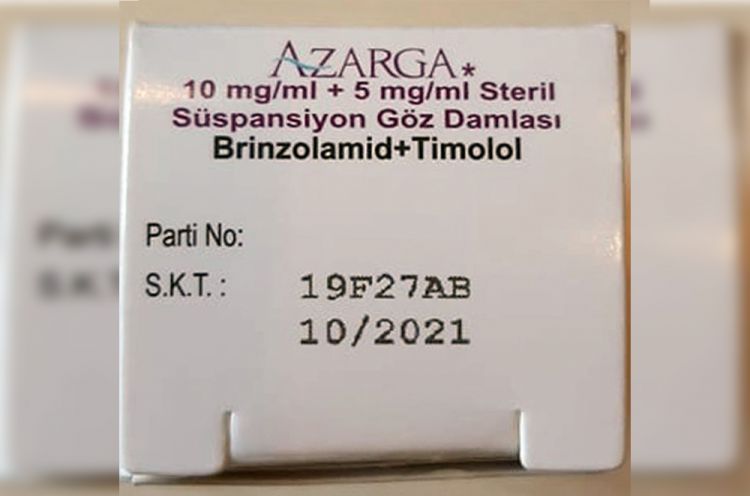 AZARGA*
10 mg/ml + 5 mg/ml Steril
Süspansiyon Göz Damlası
Brinzolamid+Timolol
Parti No:
S.K.T. : 19F27AB
10/2021